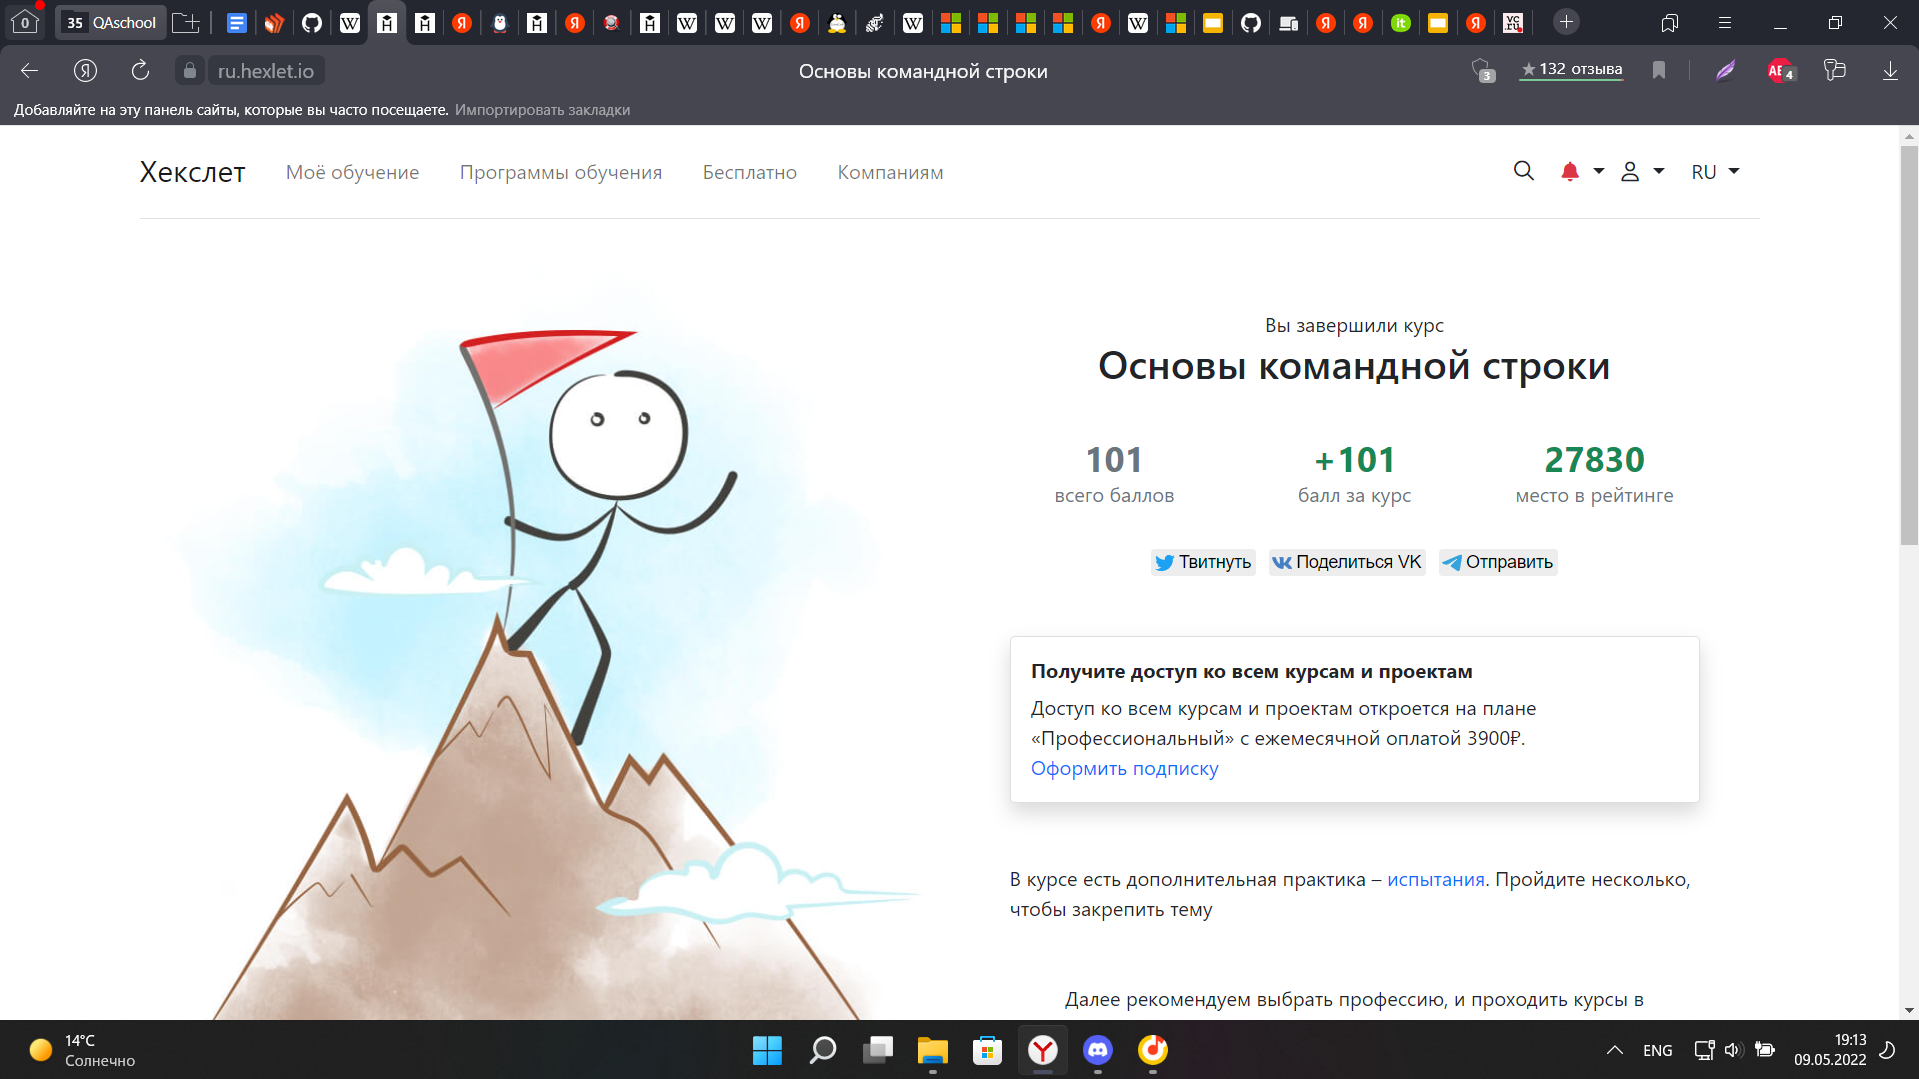 0
35 QAschool
ru.hexlet.io
Основы командной строки
3
★ 132 отзыва
4
Добавляйте на эту панель сайты, которые вы часто посещаете. Импортировать закладки
Хекслет
Моё обучение
Программы обучения
Бесплатно
Компаниям
RU
Вы завершили курс
Основы командной строки
101
всего баллов
+101
балл за курс
27830
место в рейтинге
Твитнуть
Поделиться VK
Отправить
Получите доступ ко всем курсам и проектам
Доступ ко всем курсам и проектам откроется на плане
«Профессиональный» с ежемесячной оплатой 3900₽.
Оформить подписку
В курсе есть дополнительная практика – испытания. Пройдите несколько,
чтобы закрепить тему
Далее рекомендуем выбрать профессию, и проходить курсы в
14°C
Солнечно
ENG
19:13
09.05.2022